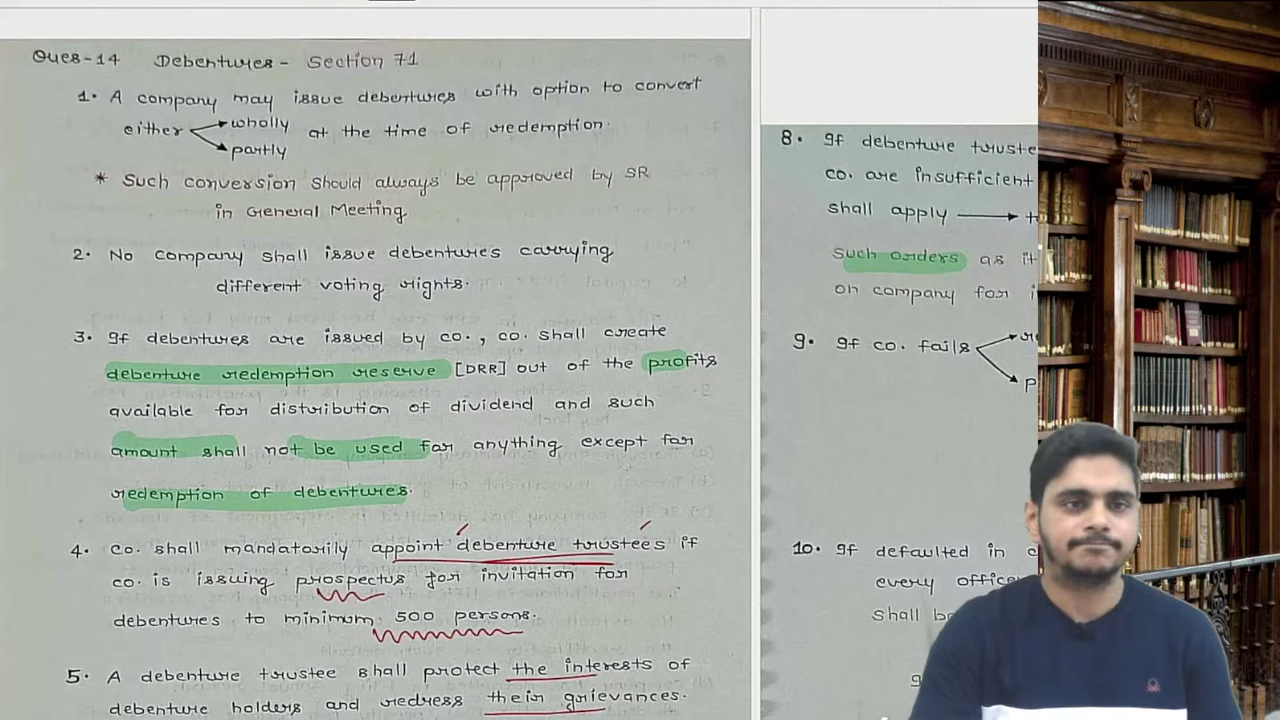 Ques-14 Debentures - Section 71
1. A company may issue debentures with option to convert
either wholly at the time of redemption.
partly
* Such conversion should always be approved by SR
in General Meeting
2. No company shall issue debentures carrying
different voting rights.
3. If debentures are issued by co., co. shall create
debenture redemption reserve [DRR] out of the profits
available for distribution of dividend and such
amount shall not be used for anything except for
redemption of debentures.
4. co. shall mandatorily appoint debenture trustees if
co. is issuing prospectus for invitation for
debentures to minimum 500 persons.
5. A debenture trustee shall protect the interests of
debenture holders and redress their grievances.
8. If debenture truste
co. are insufficient
shall apply
such orders as it
on company for
9. If co. fails
p
10. If defaulted in c
every office
shall be